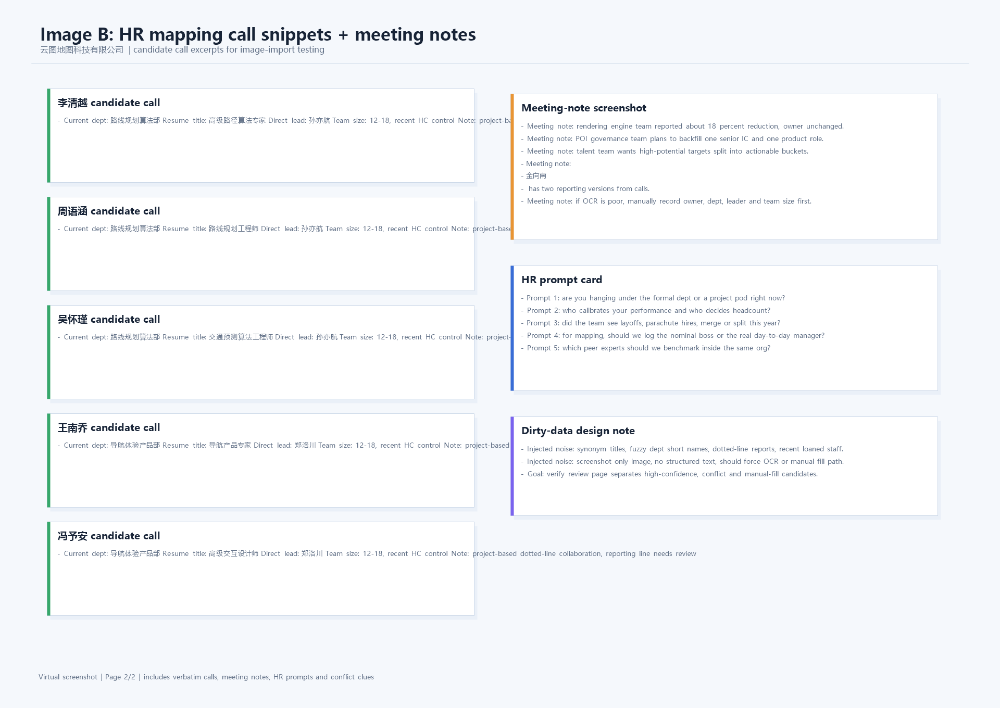 Image B: HR mapping call snippets + meeting notes
云图地图科技有限公司 | candidate call excerpts for image-import testing
李清越 candidate call
- Current dept: 路线规划算法部 Resume title: 高级路径算法专家 Direct lead: 孙亦航 Team size: 12-18, recent HC control Note:
周语涵 candidate call
- Current dept: 路线规划算法部 Resume title: 路线规划工程师 Direct lead: 孙亦航 Team size: 12-18, recent HC control Note:
吴怀瑾 candidate call
- Current dept: 路线规划算法部 Resume title: 交通预测算法工程师 Direct lead: 孙亦航 Team size: 12-18, recent HC control Note:
王南乔 candidate call
- Current dept: 导航体验产品部 Resume title: 导航产品专家 Direct lead: 郑洛川 Team size: 12-18, recent HC control Note: project-based
冯予安 candidate call
- Current dept: 导航体验产品部 Resume title: 高级交互设计师 Direct lead: 郑洛川 Team size: 12-18, recent HC control Note: project-based dotted-line collaboration, reporting line needs review
Meeting-note screenshot
- Meeting note: rendering engine team reported about 18 percent reduction, owner unchanged.
- Meeting note: POI governance team plans to backfill one senior IC and one product role.
- Meeting note: talent team wants high-potential targets split into actionable buckets.
- Meeting note:
- 金向南
- has two reporting versions from calls.
- Meeting note: if OCR is poor, manually record owner, dept, leader and team size first.
HR prompt card
- Prompt 1: are you hanging under the formal dept or a project pod right now?
- Prompt 2: who calibrates your performance and who decides headcount?
- Prompt 3: did the team see layoffs, parachute hires, merge or split this year?
- Prompt 4: for mapping, should we log the nominal boss or the real day-to-day manager?
- Prompt 5: which peer experts should we benchmark inside the same org?
Dirty-data design note
- Injected noise: synonym titles, fuzzy dept short names, dotted-line reports, recent loaned staff.
- Injected noise: screenshot only image, no structured text, should force OCR or manual fill path.
- Goal: verify review page separates high-confidence, conflict and manual-fill candidates.
Virtual screenshot | Page 2/2 | includes verbatim calls, meeting notes, HR prompts and conflict clues